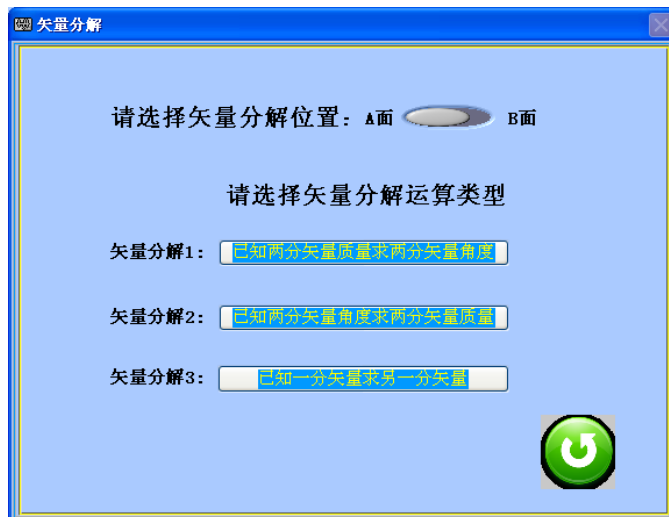 矢量分解
请选择矢量分解位置：A面 B面
请选择矢量分解运算类型
矢量分解1：已知两分矢量质量求两分矢量角度
矢量分解2：已知两分矢量角度求两分矢量质量
矢量分解3：已知一分矢量求另一分矢量